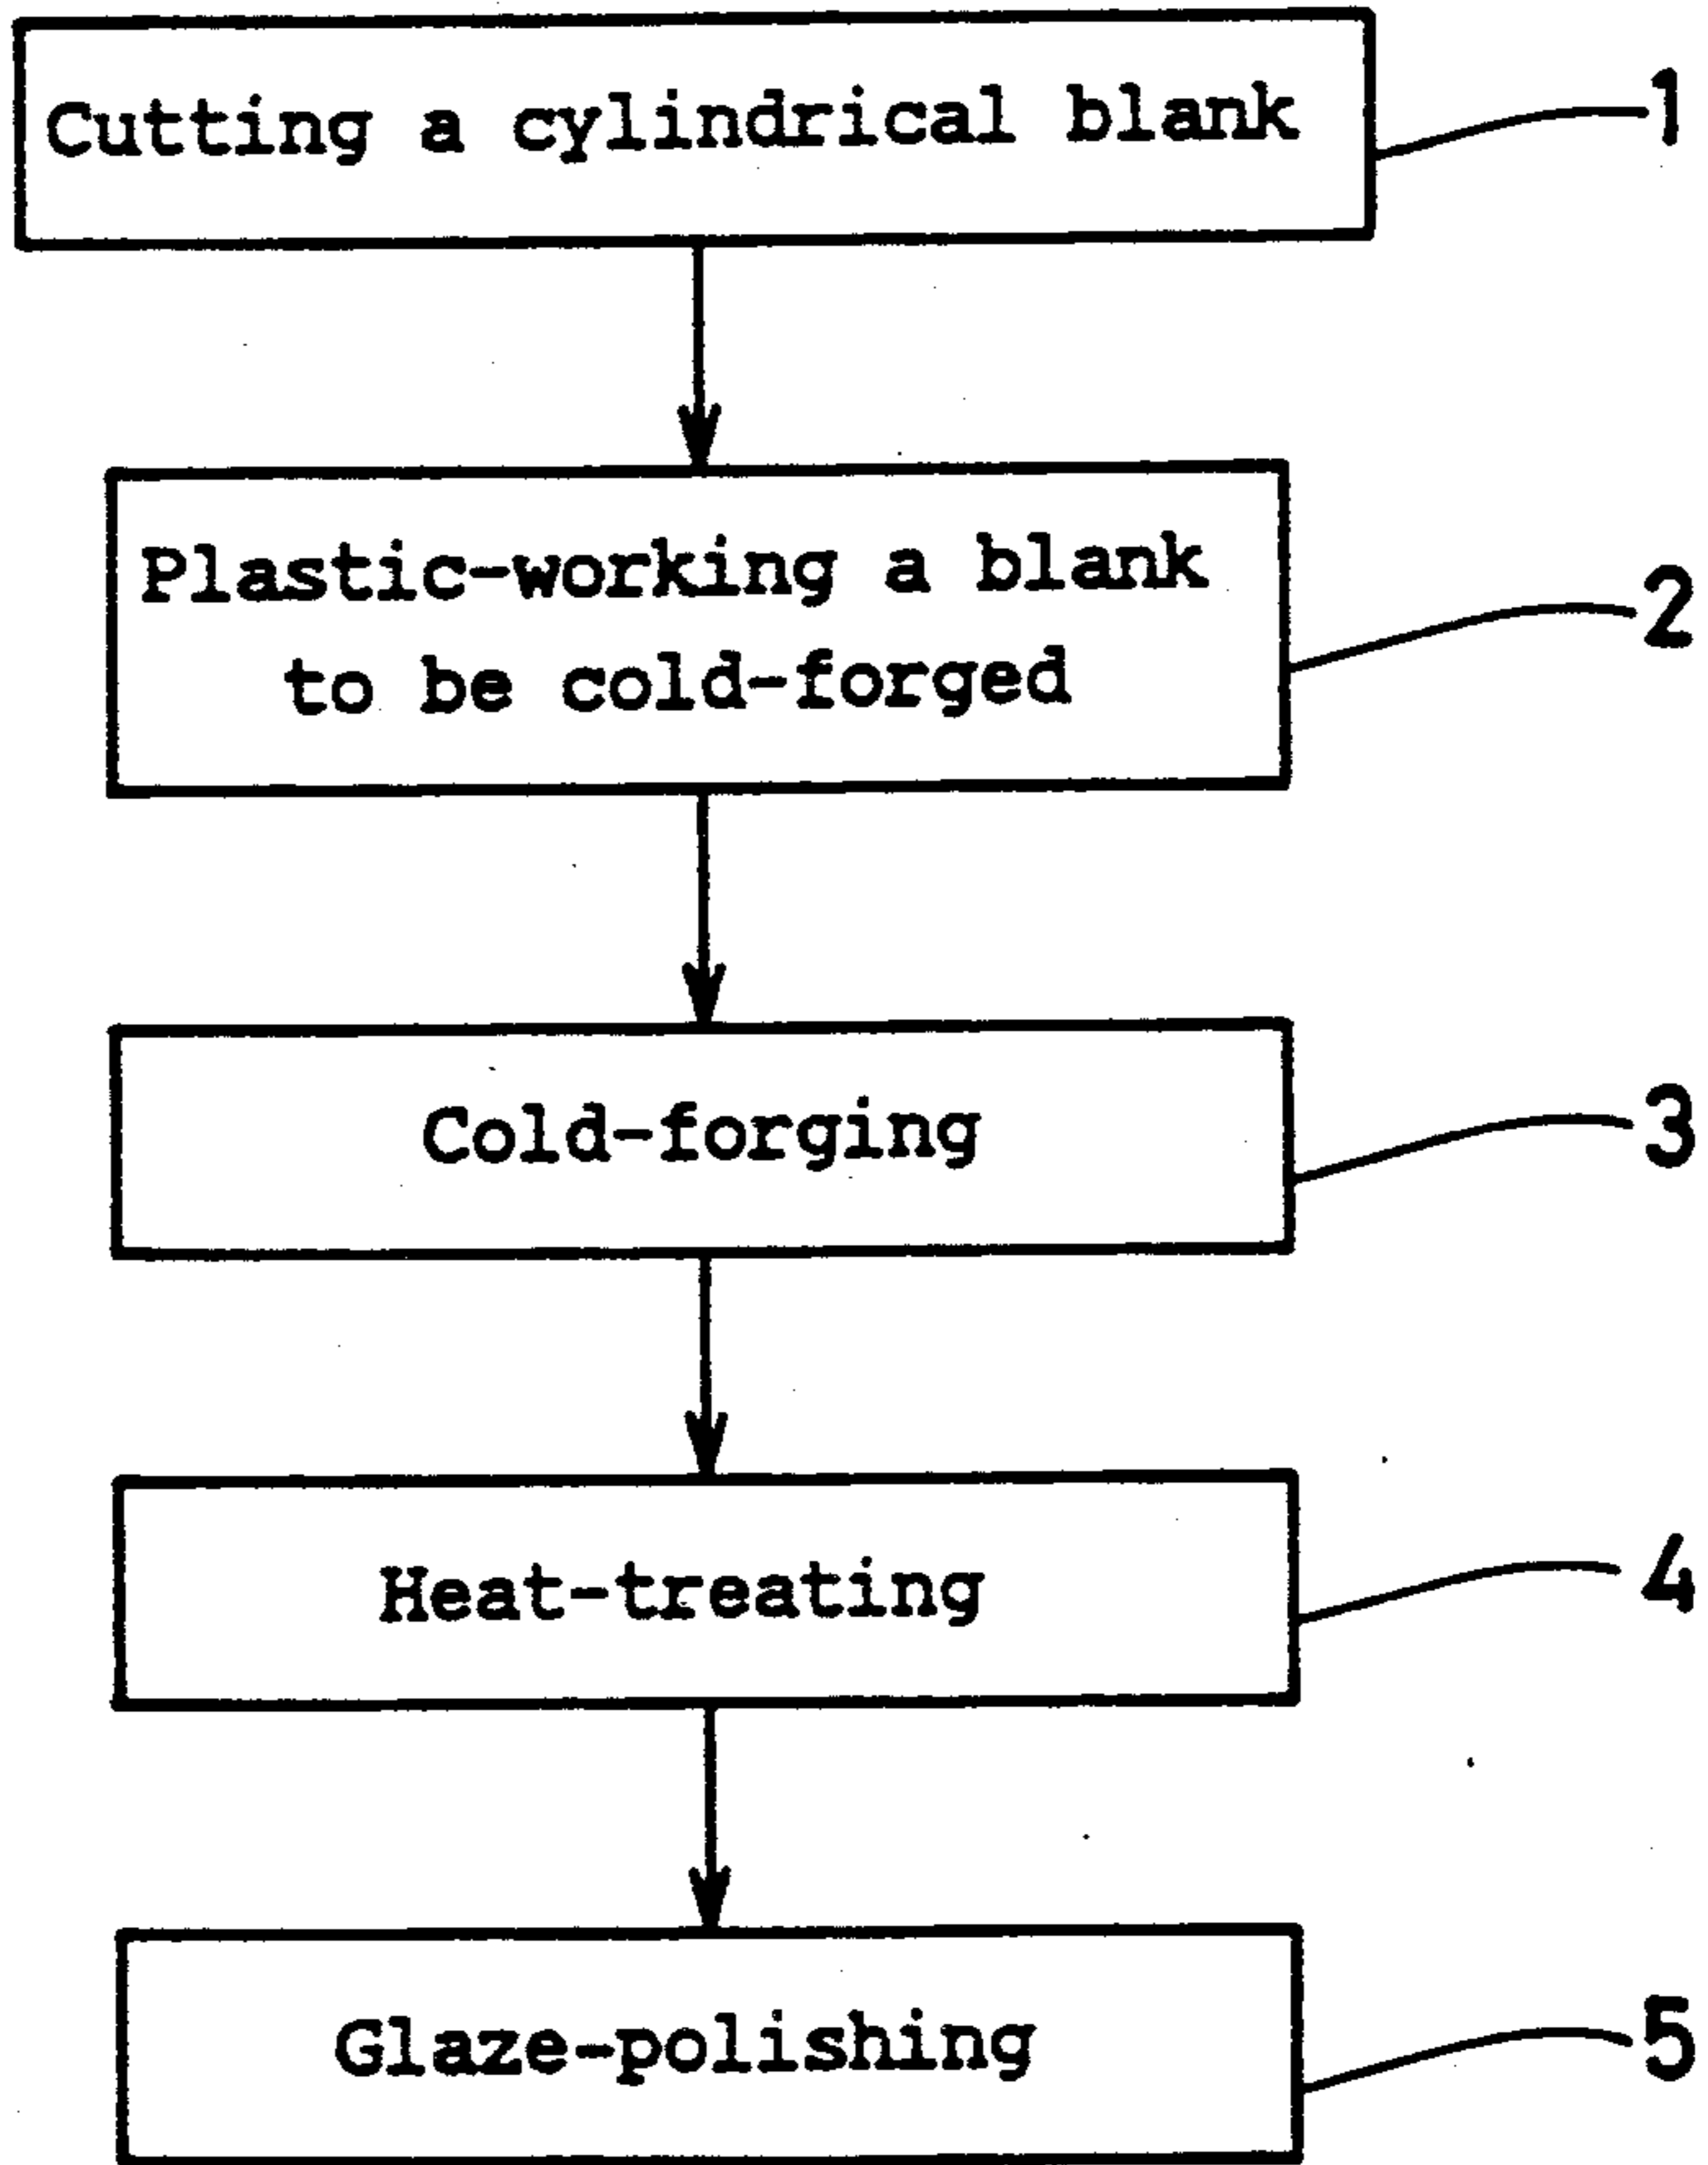 Cutting a cylindrical blank
1
Plastic-working a blank
to be cold-forged
2
Cold-forging
3
Heat-treating
4
Glaze-polishing
5